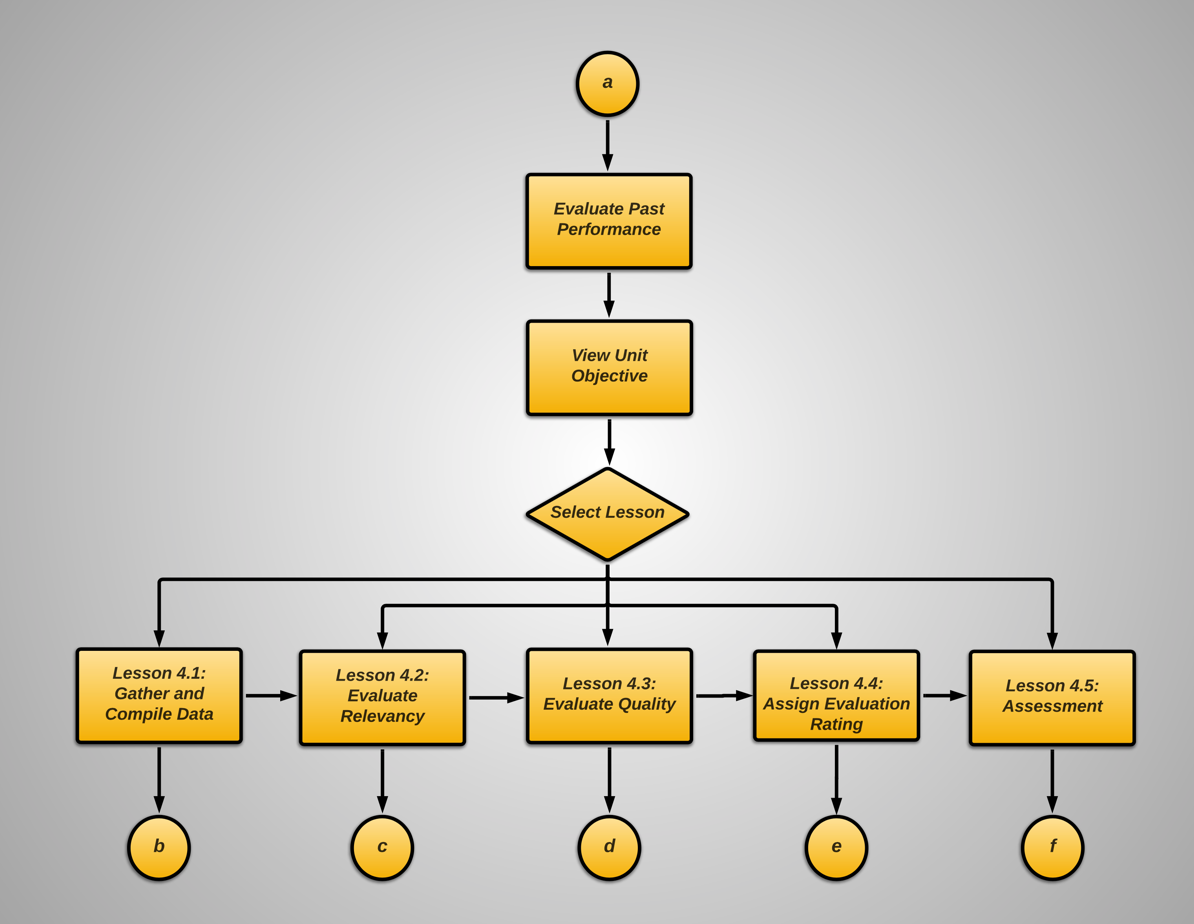 a
Evaluate Past
Performance
View Unit
Objective
Select Lesson
Lesson 4.1:
Gather and
Compile Data
Lesson 4.2:
Evaluate
Relevancy
Lesson 4.3:
Evaluate Quality
Lesson 4.4:
Assign Evaluation
Rating
Lesson 4.5:
Assessment
b
c
d
e
f